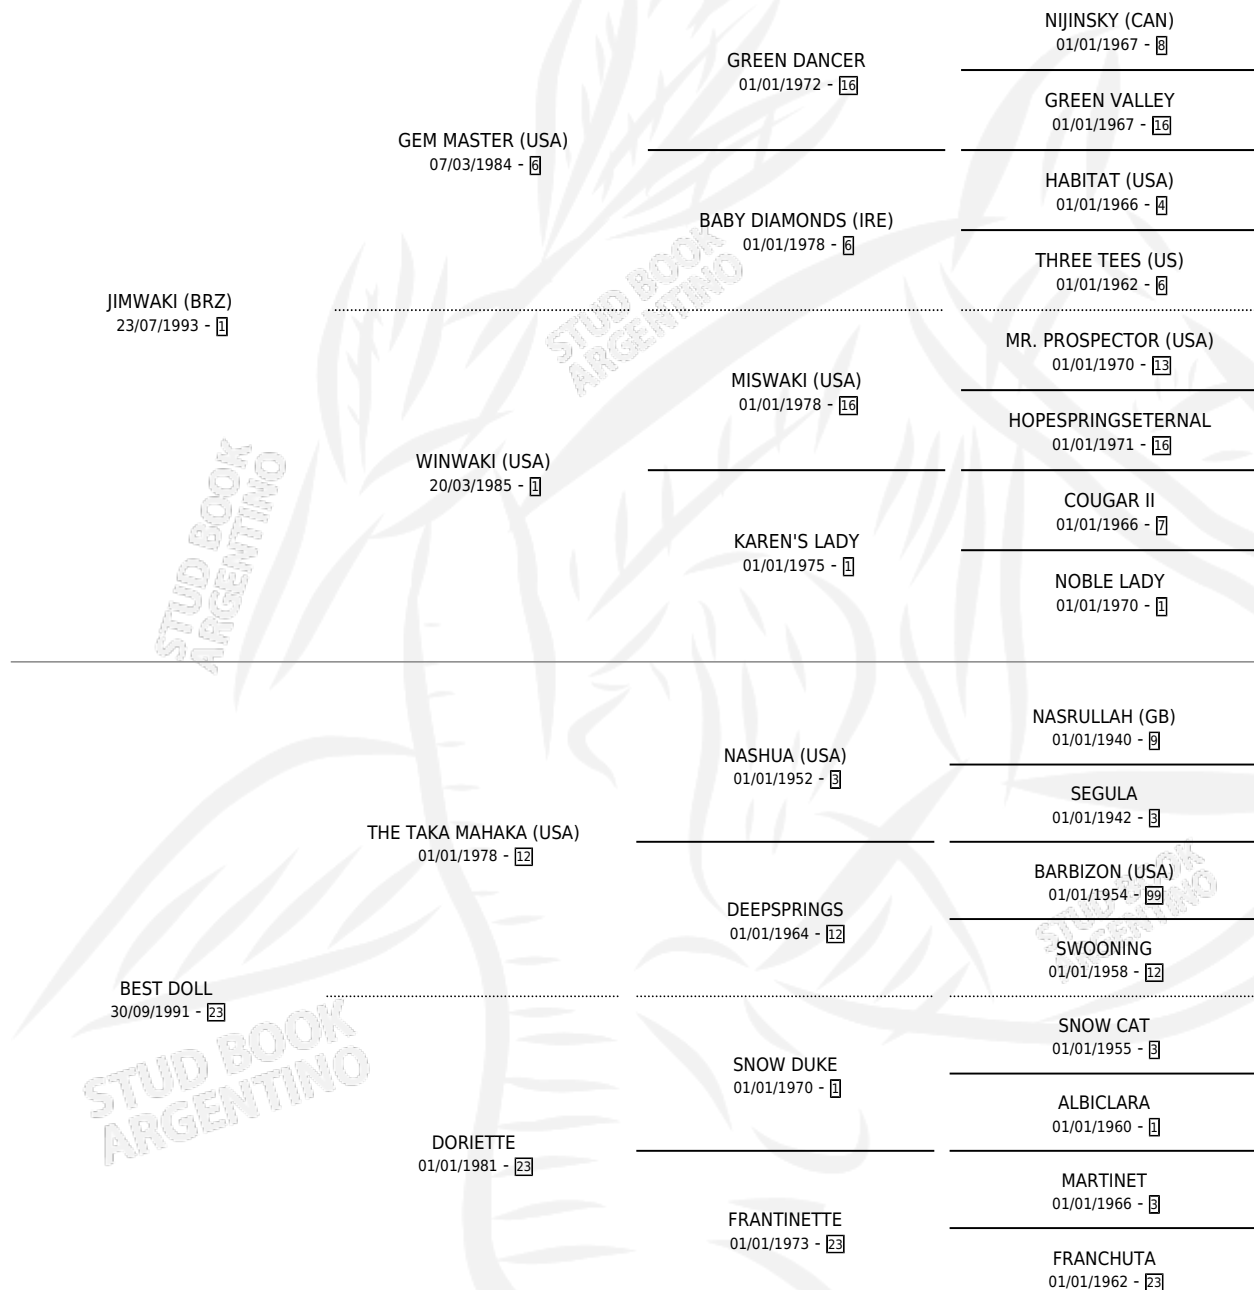 NIJINSKY (CAN)
01/01/1967 - 8
GREEN DANCER
01/01/1972 - 16
GREEN VALLEY
01/01/1967 - 16
GEM MASTER (USA)
07/03/1984 - 6
HABITAT (USA)
01/01/1966 - 4
BABY DIAMONDS (IRE)
01/01/1978 - 6
THREE TEES (US)
01/01/1962 - 6
JIMWAKI (BRZ)
23/07/1993 - 1
MR. PROSPECTOR (USA)
01/01/1970 - 13
MISWAKI (USA)
01/01/1978 - 16
HOPESPRINGSETERNAL
01/01/1971 - 16
WINWAKI (USA)
20/03/1985 - 1
COUGAR II
01/01/1966 - 7
KAREN'S LADY
01/01/1975 - 1
NOBLE LADY
01/01/1970 - 1
NASRULLAH (GB)
01/01/1940 - 9
NASHUA (USA)
01/01/1952 - 3
SEGULA
01/01/1942 - 3
THE TAKA MAHAKA (USA)
01/01/1978 - 12
BARBIZON (USA)
01/01/1954 - 99
DEEPSPRINGS
01/01/1964 - 12
SWOONING
01/01/1958 - 12
BEST DOLL
30/09/1991 - 23
SNOW CAT
01/01/1955 - 3
SNOW DUKE
01/01/1970 - 1
ALBICLARA
01/01/1960 - 1
DORIETTE
01/01/1981 - 23
MARTINET
01/01/1966 - 3
FRANTINETTE
01/01/1973 - 23
FRANCHUTA
01/01/1962 - 23
STUD BOOK
ARGENTINO
STUD BOOK
ARGENTINO
STUD BOOK
ARGENTINO
STUD BOOK
ARGENTINO